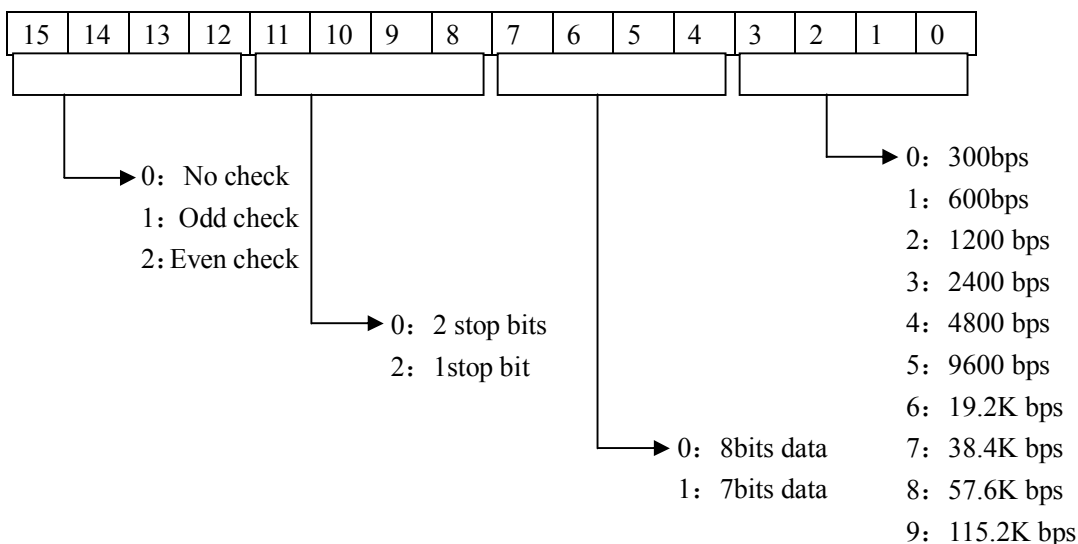 15 14 13 12 11 10 9 8 7 6 5 4 3 2 1 0
0： No check
1：Odd check
2：Even check
0： 2 stop bits
2： 1stop bit
0： 8bits data
1： 7bits data
0： 300bps
1： 600bps
2： 1200 bps
3： 2400 bps
4： 4800 bps
5： 9600 bps
6： 19.2K bps
7： 38.4K bps
8： 57.6K bps
9： 115.2K bps